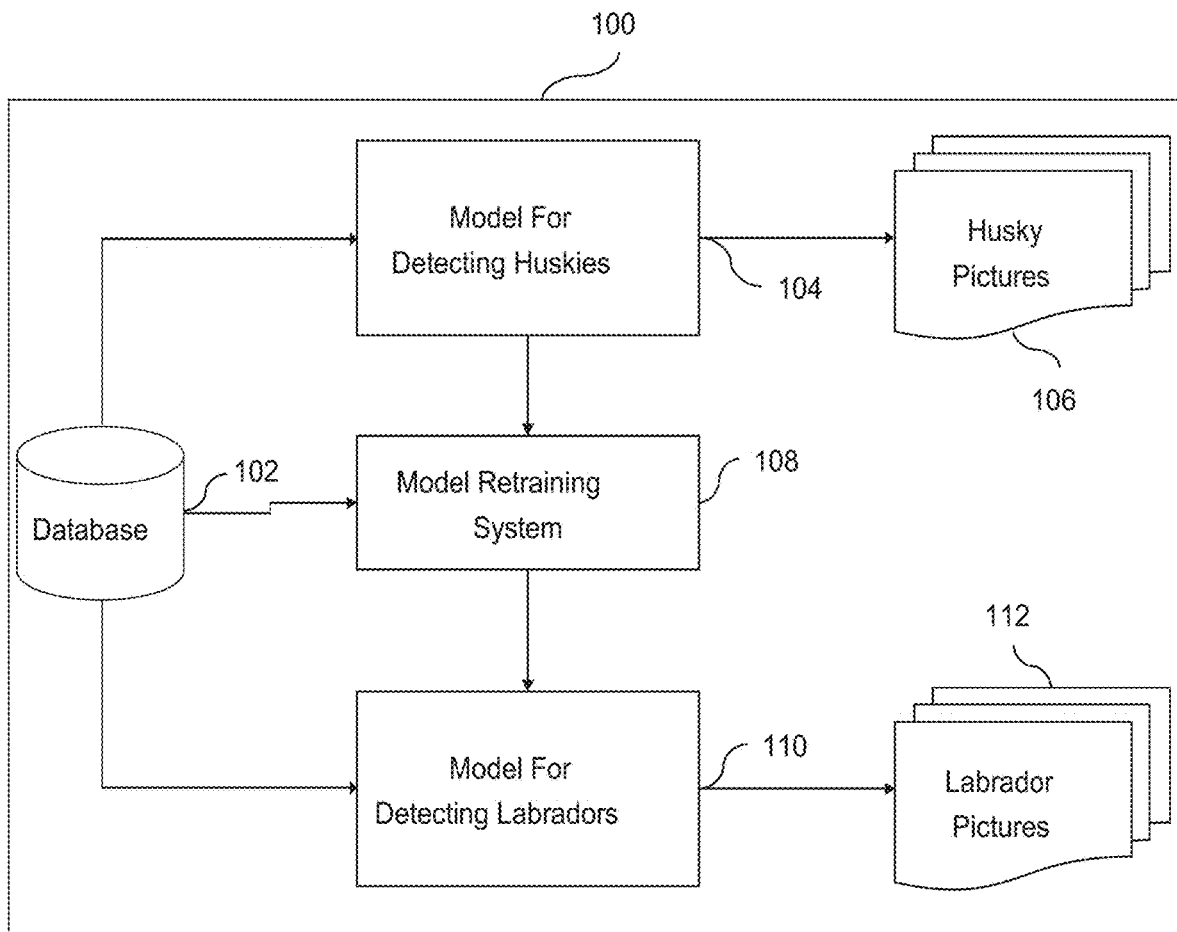 100
Model For
Detecting Huskies
104
Husky
Pictures
106
Database
102
Model Retraining
System
108
112
Model For
Detecting Labradors
110
Labrador
Pictures